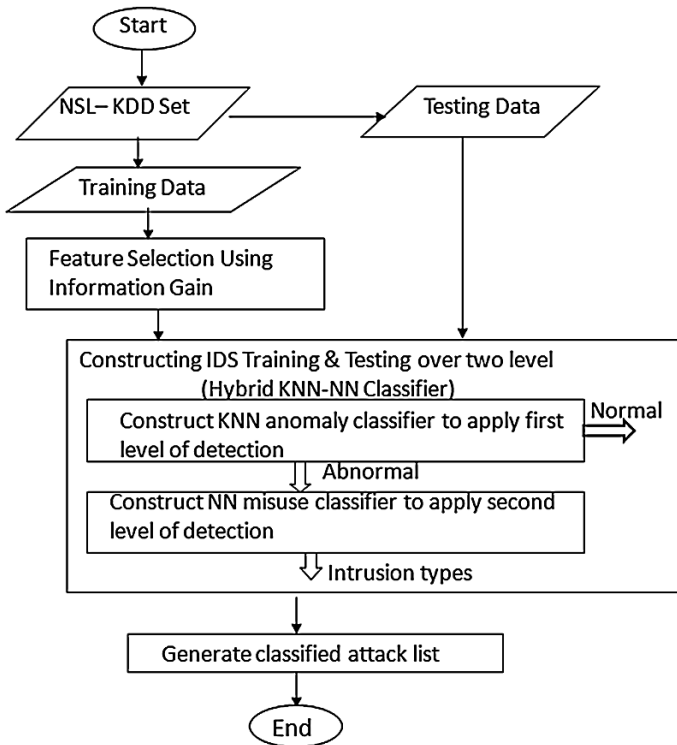 Start
NSL– KDD Set
Testing Data
Training Data
Feature Selection Using
Information Gain
Constructing IDS Training & Testing over two level
(Hybrid KNN-NN Classifier)
Construct KNN anomaly classifier to apply first
level of detection
Normal
Abnormal
Construct NN misuse classifier to apply second
level of detection
Intrusion types
Generate classified attack list
End